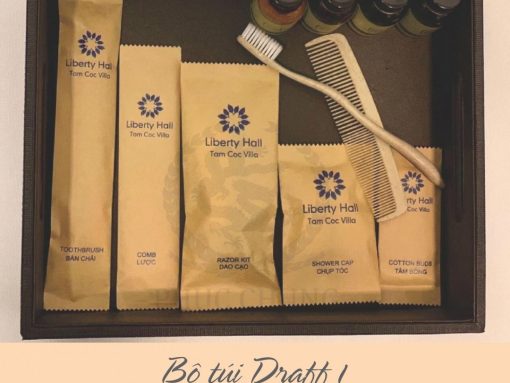 Liberty Hall
Tam Coc Villa
TOOTHBRUSH
BÀN CHẢI
Liberty Hall
Tam Coc Villa
COMB
LƯỢC
Liberty Hall
Tam Coc Villa
RAZOR KIT
DAO CẠO
Liberty Hall
Tam Coc Villa
SHOWER CAP
CHỤP TÓC
Liberty Hall
Tam Coc Villa
COTTON BUDS
TĂM BÔNG
Bộ túi Draff 1